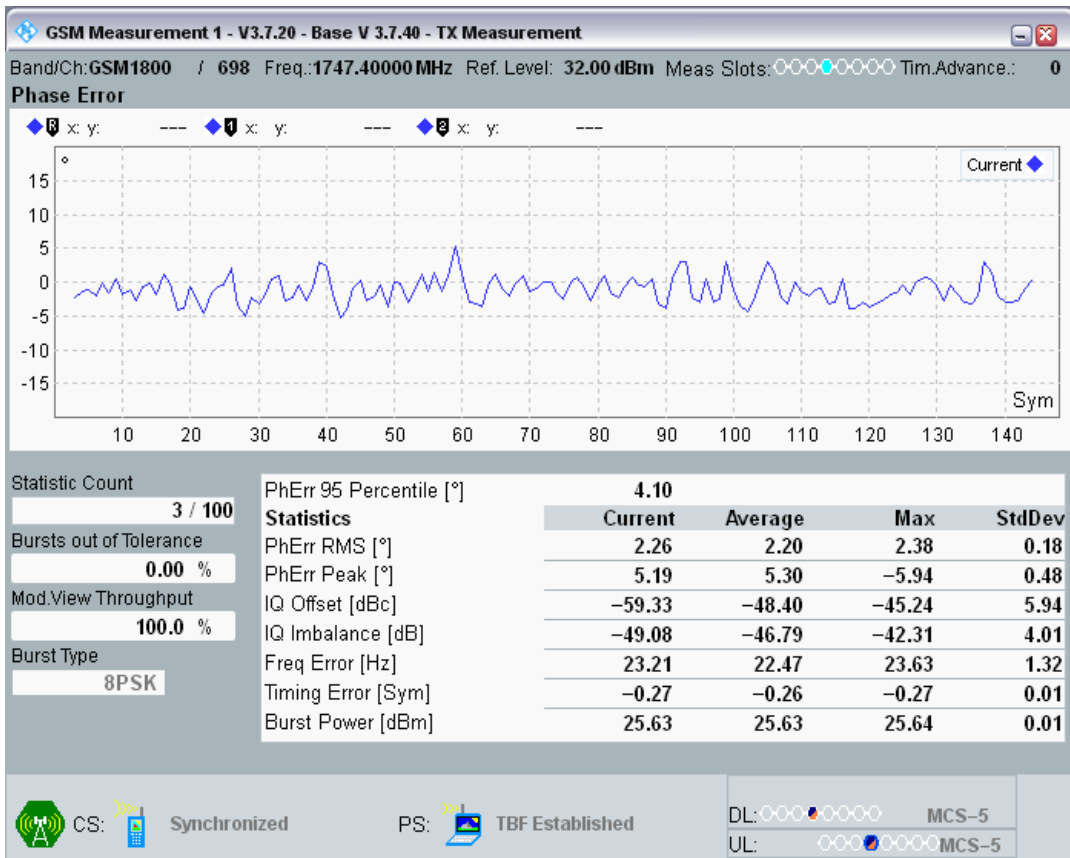 GSM Measurement 1 - V3.7.20 - Base V 3.7.40 - TX Measurement
Band/Ch:GSM1800 / 698 Freq.:1747.40000 MHz Ref. Level: 32.00 dBm Meas Slots: Tim.Advance.: 0
Phase Error
R x: y: --- 1 x: y: --- 2 x: y: ---
°
Current
15
10
5
0
-5
-10
-15
Sym
10 20 30 40 50 60 70 80 90 100 110 120 130 140
Statistic Count
3 / 100
Bursts out of Tolerance
0.00 %
Mod.View Throughput
100.0 %
Burst Type
8PSK
PhErr 95 Percentile [°] 4.10
Statistics Current Average Max StdDev
PhErr RMS [°] 2.26 2.20 2.38 0.18
PhErr Peak [°] 5.19 5.30 −5.94 0.48
IQ Offset [dBc] −59.33 −48.40 −45.24 5.94
IQ Imbalance [dB] −49.08 −46.79 −42.31 4.01
Freq Error [Hz] 23.21 22.47 23.63 1.32
Timing Error [Sym] −0.27 −0.26 −0.27 0.01
Burst Power [dBm] 25.63 25.63 25.64 0.01
CS: Synchronized PS: TBF Established
DL: MCS−5
UL: MCS−5